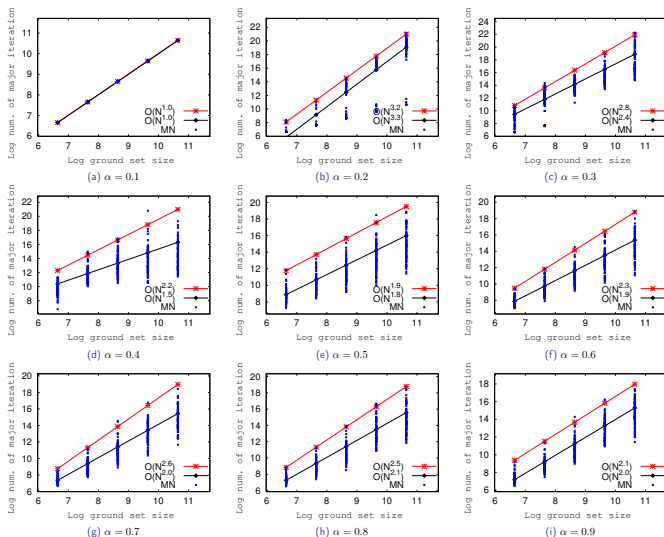 Log num. of major iteration
11
10
9
8
7
6
6 7 8 9 10 11
O(N^1.0)
O(N^1.0)
MN
Log ground set size
(a) α = 0.1
Log num. of major iteration
22
20
18
16
14
12
10
8
6
6 7 8 9 10 11
O(N^3.2)
O(N^3.3)
MN
Log ground set size
(b) α = 0.2
Log num. of major iteration
24
22
20
18
16
14
12
10
8
6
6 7 8 9 10 11
O(N^2.8)
O(N^2.4)
MN
Log ground set size
(c) α = 0.3
Log num. of major iteration
22
20
18
16
14
12
10
8
6 7 8 9 10 11
O(N^2.2)
O(N^1.5)
MN
Log ground set size
(d) α = 0.4
Log num. of major iteration
20
18
16
14
12
10
8
6 7 8 9 10 11
O(N^1.9)
O(N^1.8)
MN
Log ground set size
(e) α = 0.5
Log num. of major iteration
20
18
16
14
12
10
8
6 7 8 9 10 11
O(N^2.3)
O(N^1.9)
MN
Log ground set size
(f) α = 0.6
Log num. of major iteration
20
18
16
14
12
10
8
6
6 7 8 9 10 11
O(N^2.6)
O(N^2.0)
MN
Log ground set size
(g) α = 0.7
Log num. of major iteration
20
18
16
14
12
10
8
6
6 7 8 9 10 11
O(N^2.5)
O(N^2.1)
MN
Log ground set size
(h) α = 0.8
Log num. of major iteration
18
16
14
12
10
8
6
6 7 8 9 10 11
O(N^2.1)
O(N^2.0)
MN
Log ground set size
(i) α = 0.9